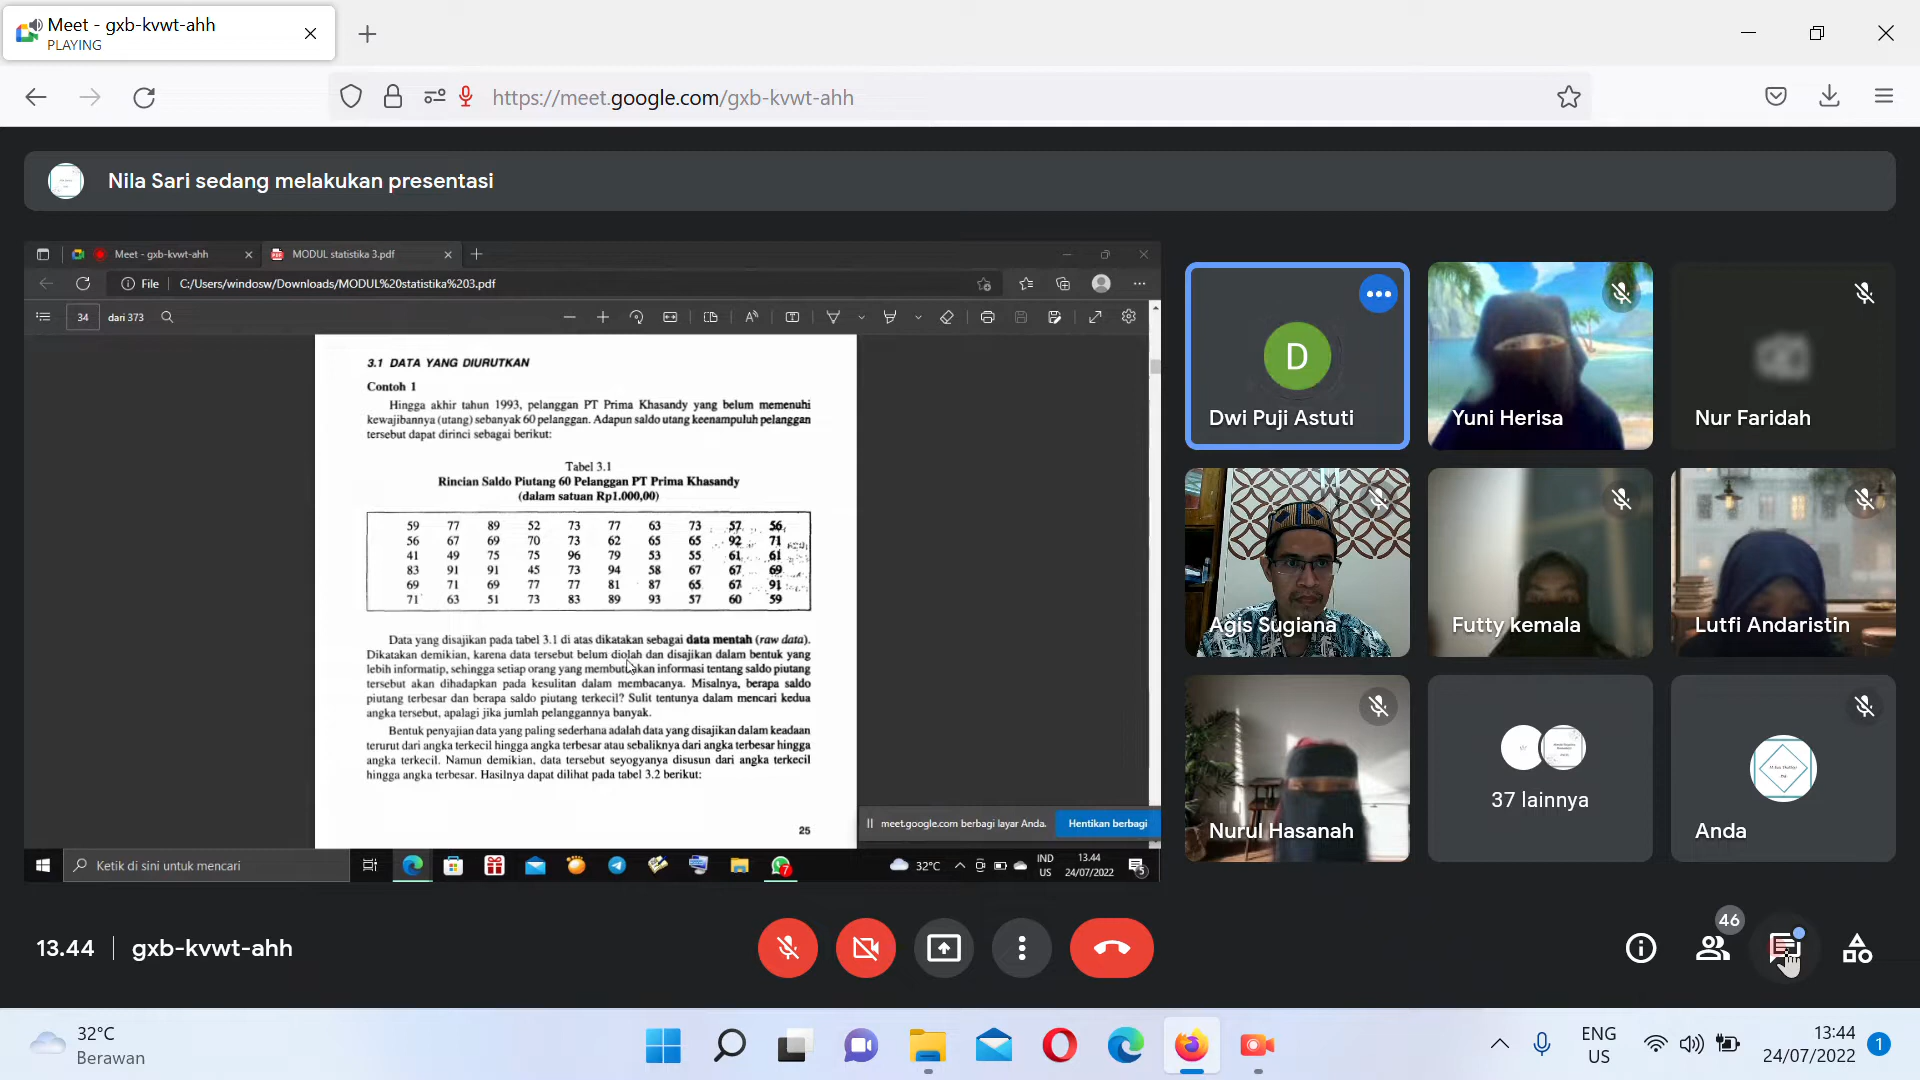 Meet - gxb-kvwt-ahh
PLAYING
https://meet.google.com/gxb-kvwt-ahh
Nila Sari sedang melakukan presentasi
Meet - gxb-kvwt-ahh
MODUL statistika 3.pdf
File C:/Users/windosw/Downloads/MODUL%20statistika%203.pdf
34 dari 373
3.1 DATA YANG DIURUTKAN
Contoh 1
Hingga akhir tahun 1993, pelanggan PT Prima Khasandy yang belum memenuhi
kewajibannya (utang) sebanyak 60 pelanggan. Adapun saldo utang keenampuluh pelanggan
tersebut dapat dirinci sebagai berikut:
Tabel 3.1
Rincian Saldo Piutang 60 Pelanggan PT Prima Khasandy
(dalam satuan Rp1.000,00)
59 77 89 52 73 77 63 73 57 56
56 67 69 70 73 62 65 65 92 71
41 49 75 75 96 79 53 55 61 61
83 91 91 45 73 94 58 67 67 69
69 71 69 77 77 81 87 65 67 91
71 63 51 73 83 89 93 57 60 59
Data yang disajikan pada tabel 3.1 di atas dikatakan sebagai data mentah (raw data).
Dikatakan demikian, karena data tersebut belum diolah dan disajikan dalam bentuk yang
lebih informatip, sehingga setiap orang yang membutuhkan informasi tentang saldo piutang
tersebut akan dihadapkan pada kesulitan dalam membacanya. Misalnya, berapa saldo
piutang terbesar dan berapa saldo piutang terkecil? Sulit tentunya dalam mencari kedua
angka tersebut, apalagi jika jumlah pelanggannya banyak.
Bentuk penyajian data yang paling sederhana adalah data yang disajikan dalam keadaan
terurut dari angka terkecil hingga angka terbesar atau sebaliknya dari angka terbesar hingga
angka terkecil. Namun demikian, data tersebut seyogyanya disusun dari angka terkecil
hingga angka terbesar. Hasilnya dapat dilihat pada tabel 3.2 berikut:
25
meet.google.com berbagi layar Anda. Hentikan berbagi
Ketik di sini untuk mencari
7
32°C
IND
US
13.44
24/07/2022
5
D
Dwi Puji Astuti
Yuni Herisa
Nur Faridah
Agis Sugiana
Futty kemala
Lutfi Andaristin
Nurul Hasanah
37 lainnya
Anda
13.44 gxb-kvwt-ahh
46
32°C
Berawan
ENG
US
13:44
24/07/2022
1